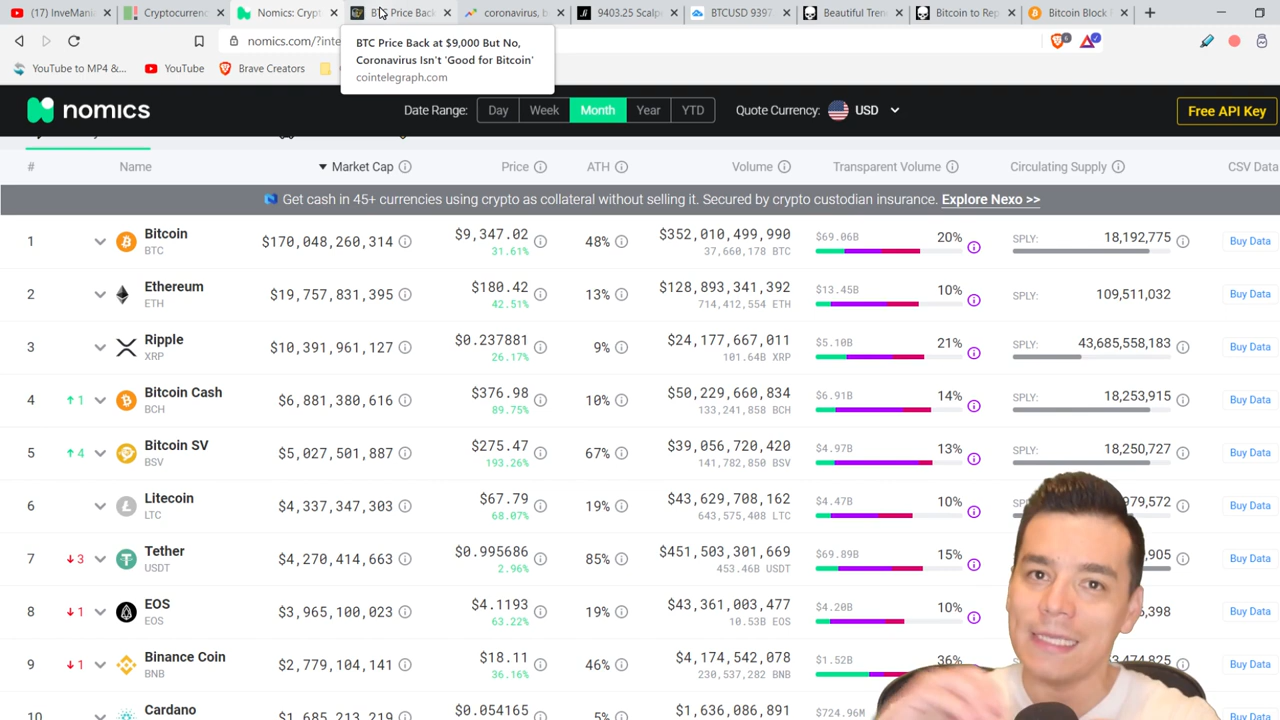 InveMania
Cryptocurrenc
Nomics: Crypt
BTC Price Back
coronavirus, b
9403.25 Scalp
BTCUSD 9397
Beautiful Tren
Bitcoin to Rep
Bitcoin Block
nomics.com/?inte
6
YouTube to MP4 &...
YouTube
Brave Creators
BTC Price Back at $9,000 But No,
Coronavirus Isn't 'Good for Bitcoin'
cointelegraph.com
nomics
Date Range: Day Week Month Year YTD
Quote Currency: USD
Free API Key
# Name Market Cap Price ATH Volume Transparent Volume Circulating Supply CSV Data
Get cash in 45+ currencies using crypto as collateral without selling it. Secured by crypto custodian insurance. Explore Nexo >>
1 Bitcoin $170,048,260,314 $9,347.02 48% $352,010,499,990 $69.06B 20% SPLY: 18,192,775 Buy Data
BTC 31.61% 37,660,178 BTC
2 Ethereum $19,757,831,395 $180.42 13% $128,893,341,392 $13.45B 10% SPLY: 109,511,032 Buy Data
ETH 42.51% 714,412,554 ETH
3 Ripple $10,391,961,127 $0.237881 9% $24,177,667,011 $5.10B 21% SPLY: 43,685,558,183 Buy Data
XRP 26.17% 101.64B XRP
4 ↑1 Bitcoin Cash $6,881,380,616 $376.98 10% $50,229,660,834 $6.91B 14% SPLY: 18,253,915 Buy Data
BCH 89.75% 133,241,858 BCH
5 ↑4 Bitcoin SV $5,027,501,887 $275.47 67% $39,056,720,420 $4.97B 13% SPLY: 18,250,727 Buy Data
BSV 193.26% 141,782,850 BSV
6 Litecoin $4,337,347,303 $67.79 19% $43,629,708,162 $4.47B 10% 979,572 Buy Data
LTC 68.07% 643,575,408 LTC
7 ↓3 Tether $4,270,414,663 $0.995686 85% $451,503,301,669 $69.89B 15% 905 Buy Data
USDT 2.96% 453.46B USDT
8 ↓1 EOS $3,965,100,023 $4.1193 19% $43,361,003,477 $4.20B 10% 398 Buy Data
EOS 63.22% 10.53B EOS
9 ↓1 Binance Coin $2,779,104,141 $18.11 46% $4,174,542,078 $1.52B 36% Buy Data
BNB 36.16% 230,537,282 BNB
10 Cardano $1,685,213,219 $0.054165 5% $1,636,086,891 $724.96M Buy Data